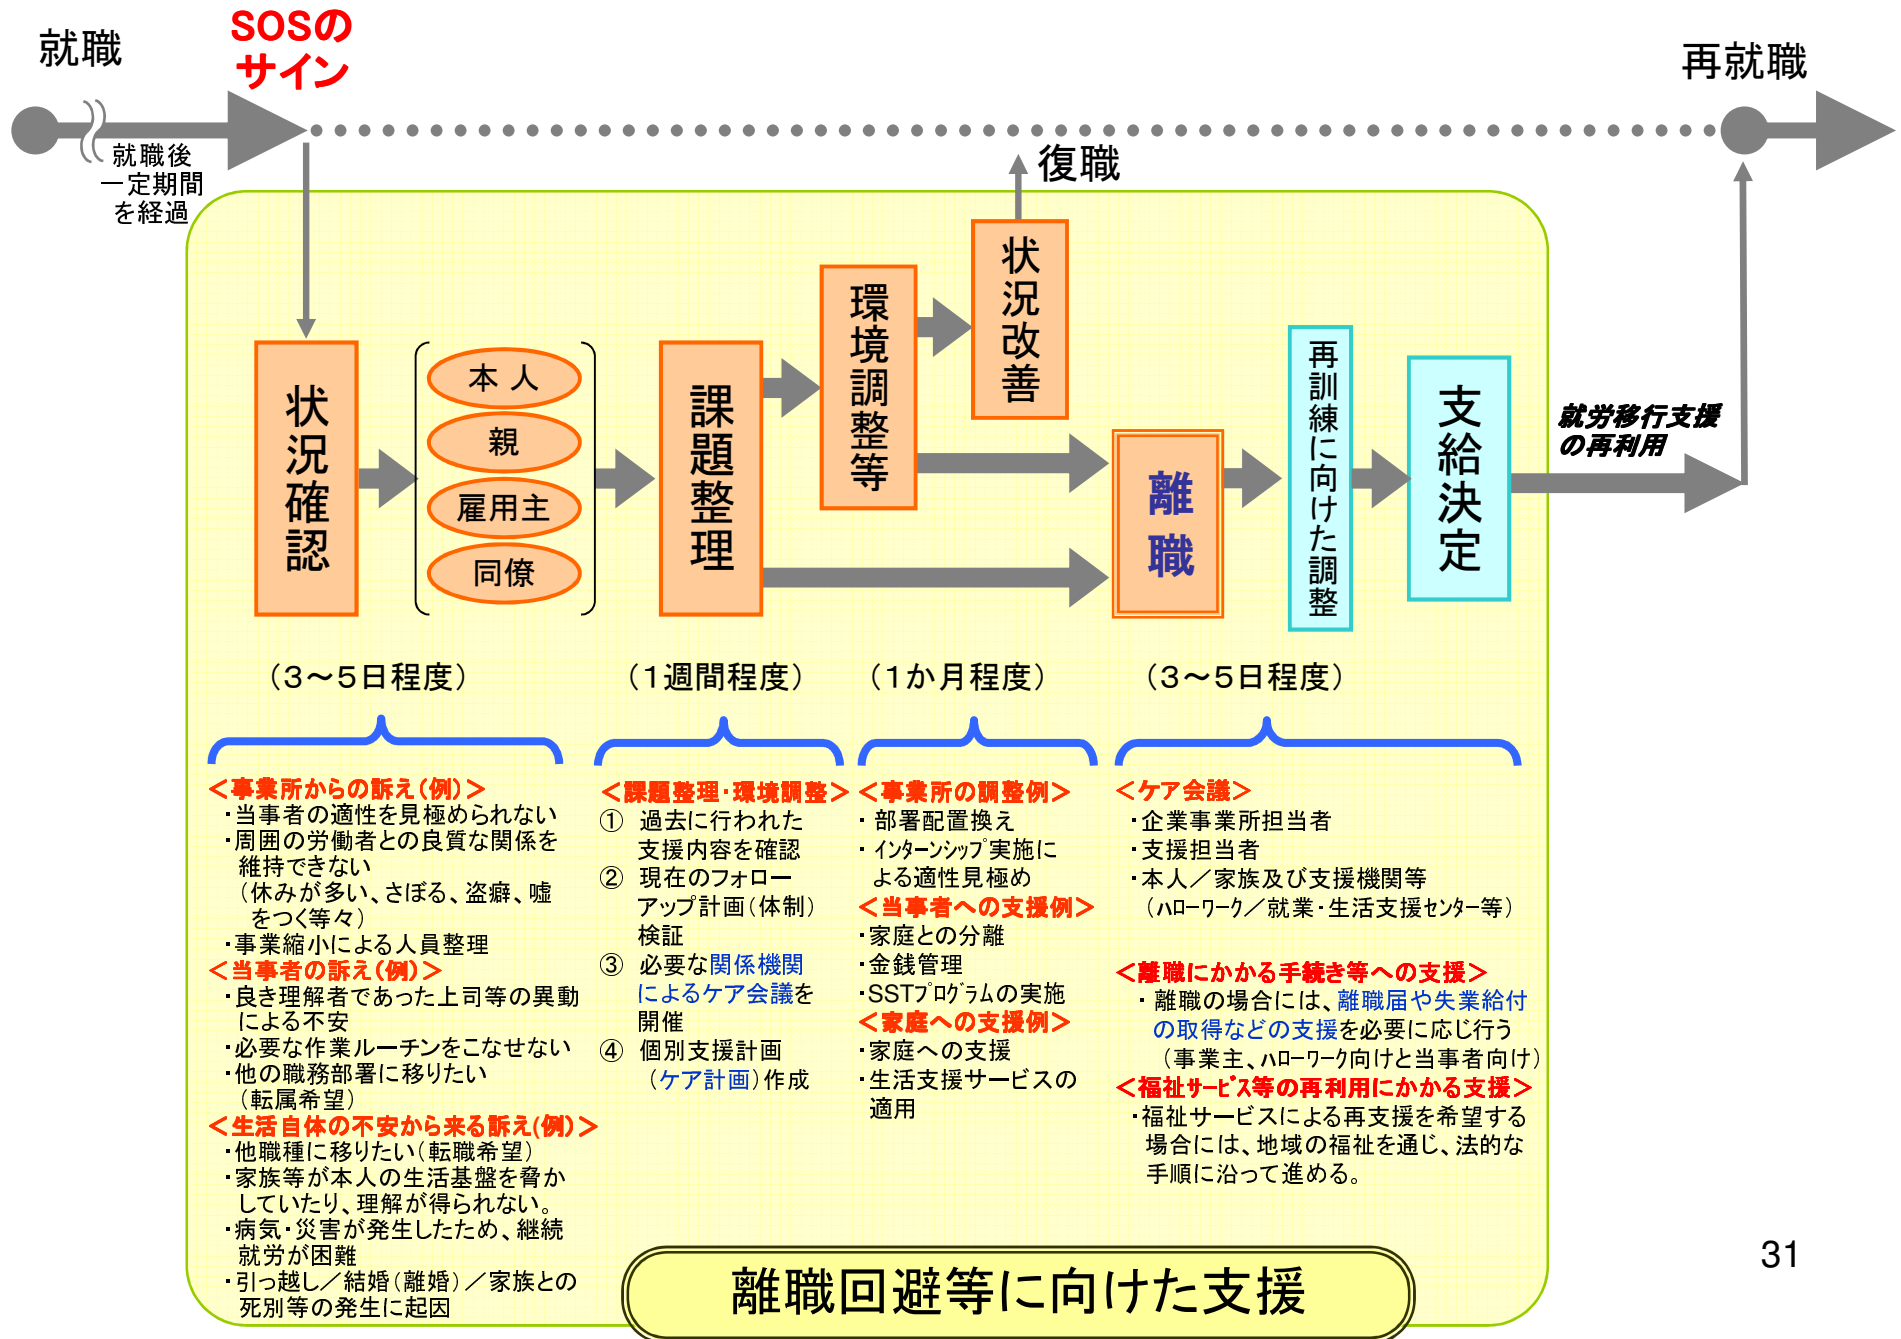 就職
SOSの
サイン
再就職
就職後
一定期間
を経過
復職
状況確認
本 人
親
雇用主
同僚
課題整理
環境調整等
状況改善
離職
再訓練に向けた調整
支給決定
就労移行支援
の再利用
（3～5日程度）
（1週間程度）
（1か月程度）
（3～5日程度）
＜事業所からの訴え（例）＞
・当事者の適性を見極められない
・周囲の労働者との良質な関係を
維持できない
（休みが多い、さぼる、盗癖、嘘
をつく等々）
・事業縮小による人員整理
＜当事者の訴え（例）＞
・良き理解者であった上司等の異動
による不安
・必要な作業ルーチンをこなせない
・他の職務部署に移りたい
（転属希望）
＜生活自体の不安から来る訴え(例)＞
・他職種に移りたい（転職希望）
・家族等が本人の生活基盤を脅か
していたり、理解が得られない。
・病気・災害が発生したため、継続
就労が困難
・引っ越し／結婚（離婚）／家族との
死別等の発生に起因
＜課題整理・環境調整＞
① 過去に行われた
支援内容を確認
② 現在のフォロー
アップ計画（体制）
検証
③ 必要な関係機関
によるケア会議を
開催
④ 個別支援計画
（ケア計画）作成
＜事業所の調整例＞
・部署配置換え
・ｲﾝﾀｰﾝｼｯﾌﾟ実施に
よる適性見極め
＜当事者への支援例＞
・家庭との分離
・金銭管理
・SSTﾌﾟﾛｸﾞﾗﾑの実施
＜家庭への支援例＞
・家庭への支援
・生活支援サービスの
適用
＜ケア会議＞
・企業事業所担当者
・支援担当者
・本人／家族及び支援機関等
（ﾊﾛｰﾜｰｸ／就業・生活支援ｾﾝﾀｰ等）
＜離職にかかる手続き等への支援＞
・離職の場合には、離職届や失業給付
の取得などの支援を必要に応じ行う
（事業主、ﾊﾛｰﾜｰｸ向けと当事者向け）
＜福祉ｻｰﾋﾞｽ等の再利用にかかる支援＞
・福祉サービスによる再支援を希望する
場合には、地域の福祉を通じ、法的な
手順に沿って進める。
離職回避等に向けた支援
31